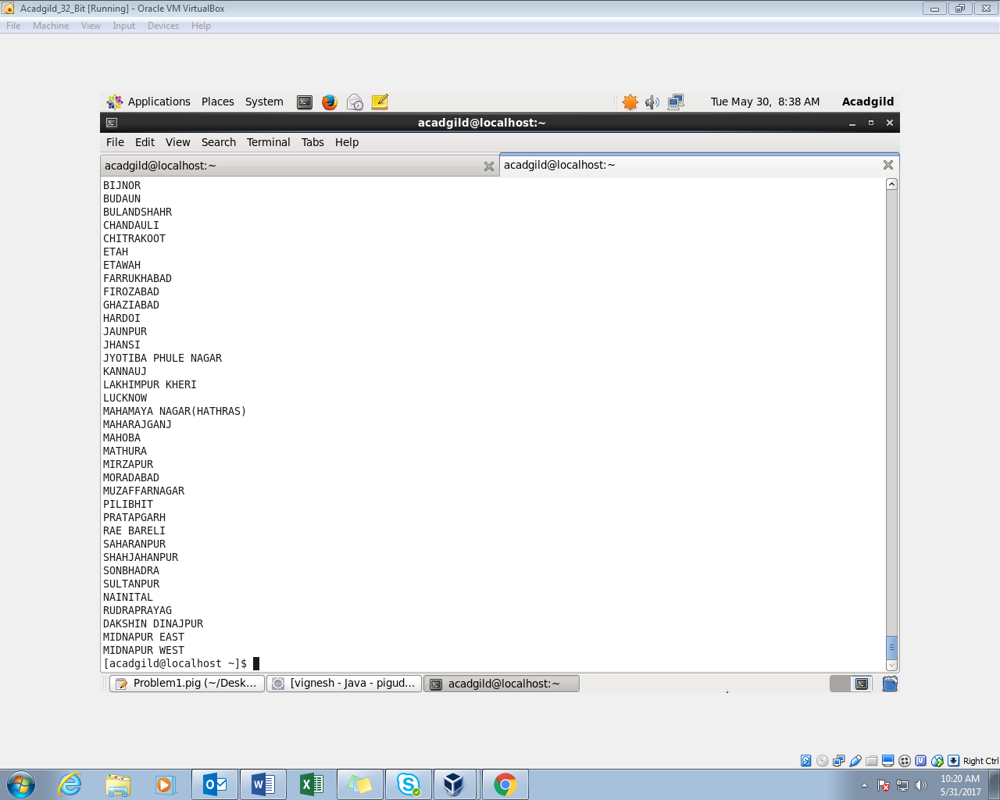 Acadgild_32_Bit [Running] - Oracle VM VirtualBox
File Machine View Input Devices Help
Applications Places System Tue May 30, 8:38 AM Acadgild
acadgild@localhost:~
File Edit View Search Terminal Tabs Help
acadgild@localhost:~ acadgild@localhost:~
BIJNOR
BUDAUN
BULANDSHAHR
CHANDAULI
CHITRAKOOT
ETAH
ETAWAH
FARRUKHABAD
FIROZABAD
GHAZIABAD
HARDOI
JAUNPUR
JHANSI
JYOTIBA PHULE NAGAR
KANNAUJ
LAKHIMPUR KHERI
LUCKNOW
MAHAMAYA NAGAR(HATHRAS)
MAHARAJGANJ
MAHOBA
MATHURA
MIRZAPUR
MORADABAD
MUZAFFARNAGAR
PILIBHIT
PRATAPGARH
RAE BARELI
SAHARANPUR
SHAHJAHANPUR
SONBHADRA
SULTANPUR
NAINITAL
RUDRAPRAYAG
DAKSHIN DINAJPUR
MIDNAPUR EAST
MIDNAPUR WEST
[acadgild@localhost ~]$
Problem1.pig (~/Desk... [vignesh - Java - pigud... acadgild@localhost:~
Right Ctrl
10:20 AM
5/31/2017